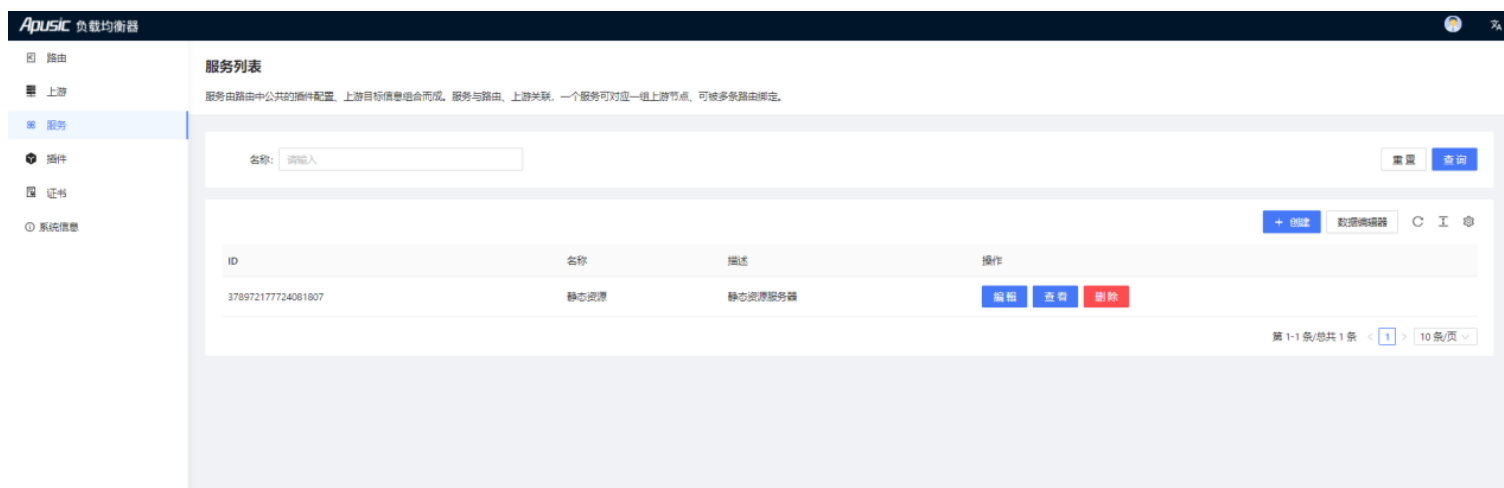 Apusic 负载均衡器
路由
上游
服务
插件
证书
系统信息
服务列表
服务由路由中公共的插件配置、上游目标信息组合而成。服务与路由、上游关联，一个服务可对应一组上游节点、可被多条路由绑定。
名称: 请输入
重置 查询
+ 创建 数据编辑器
ID 名称 描述 操作
378972177724081807 静态资源 静态资源服务器 编辑 查看 删除
第 1-1 条/总共 1 条 < 1 > 10 条/页